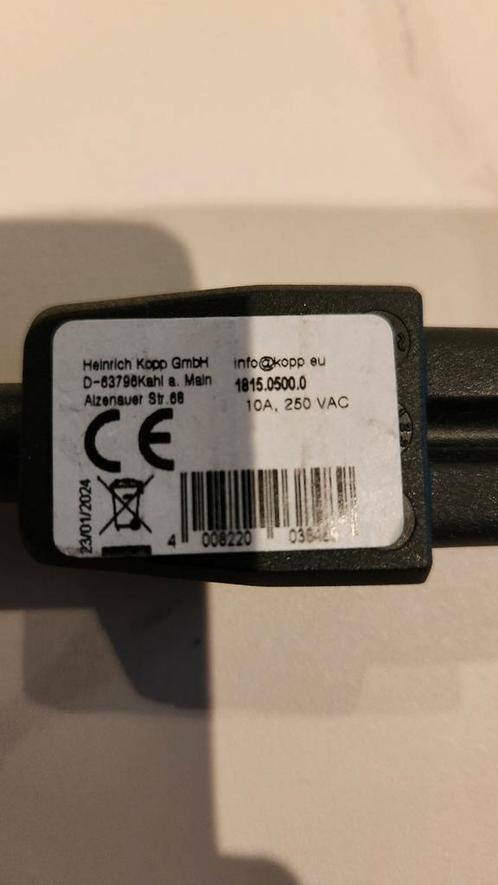 Heinrich Kopp GmbH info@kopp eu
D-63796Kahl a. Main 1815.0500.0
Alzenauer Str.68 10A, 250 VAC
CE
23/01/2024
4 008220